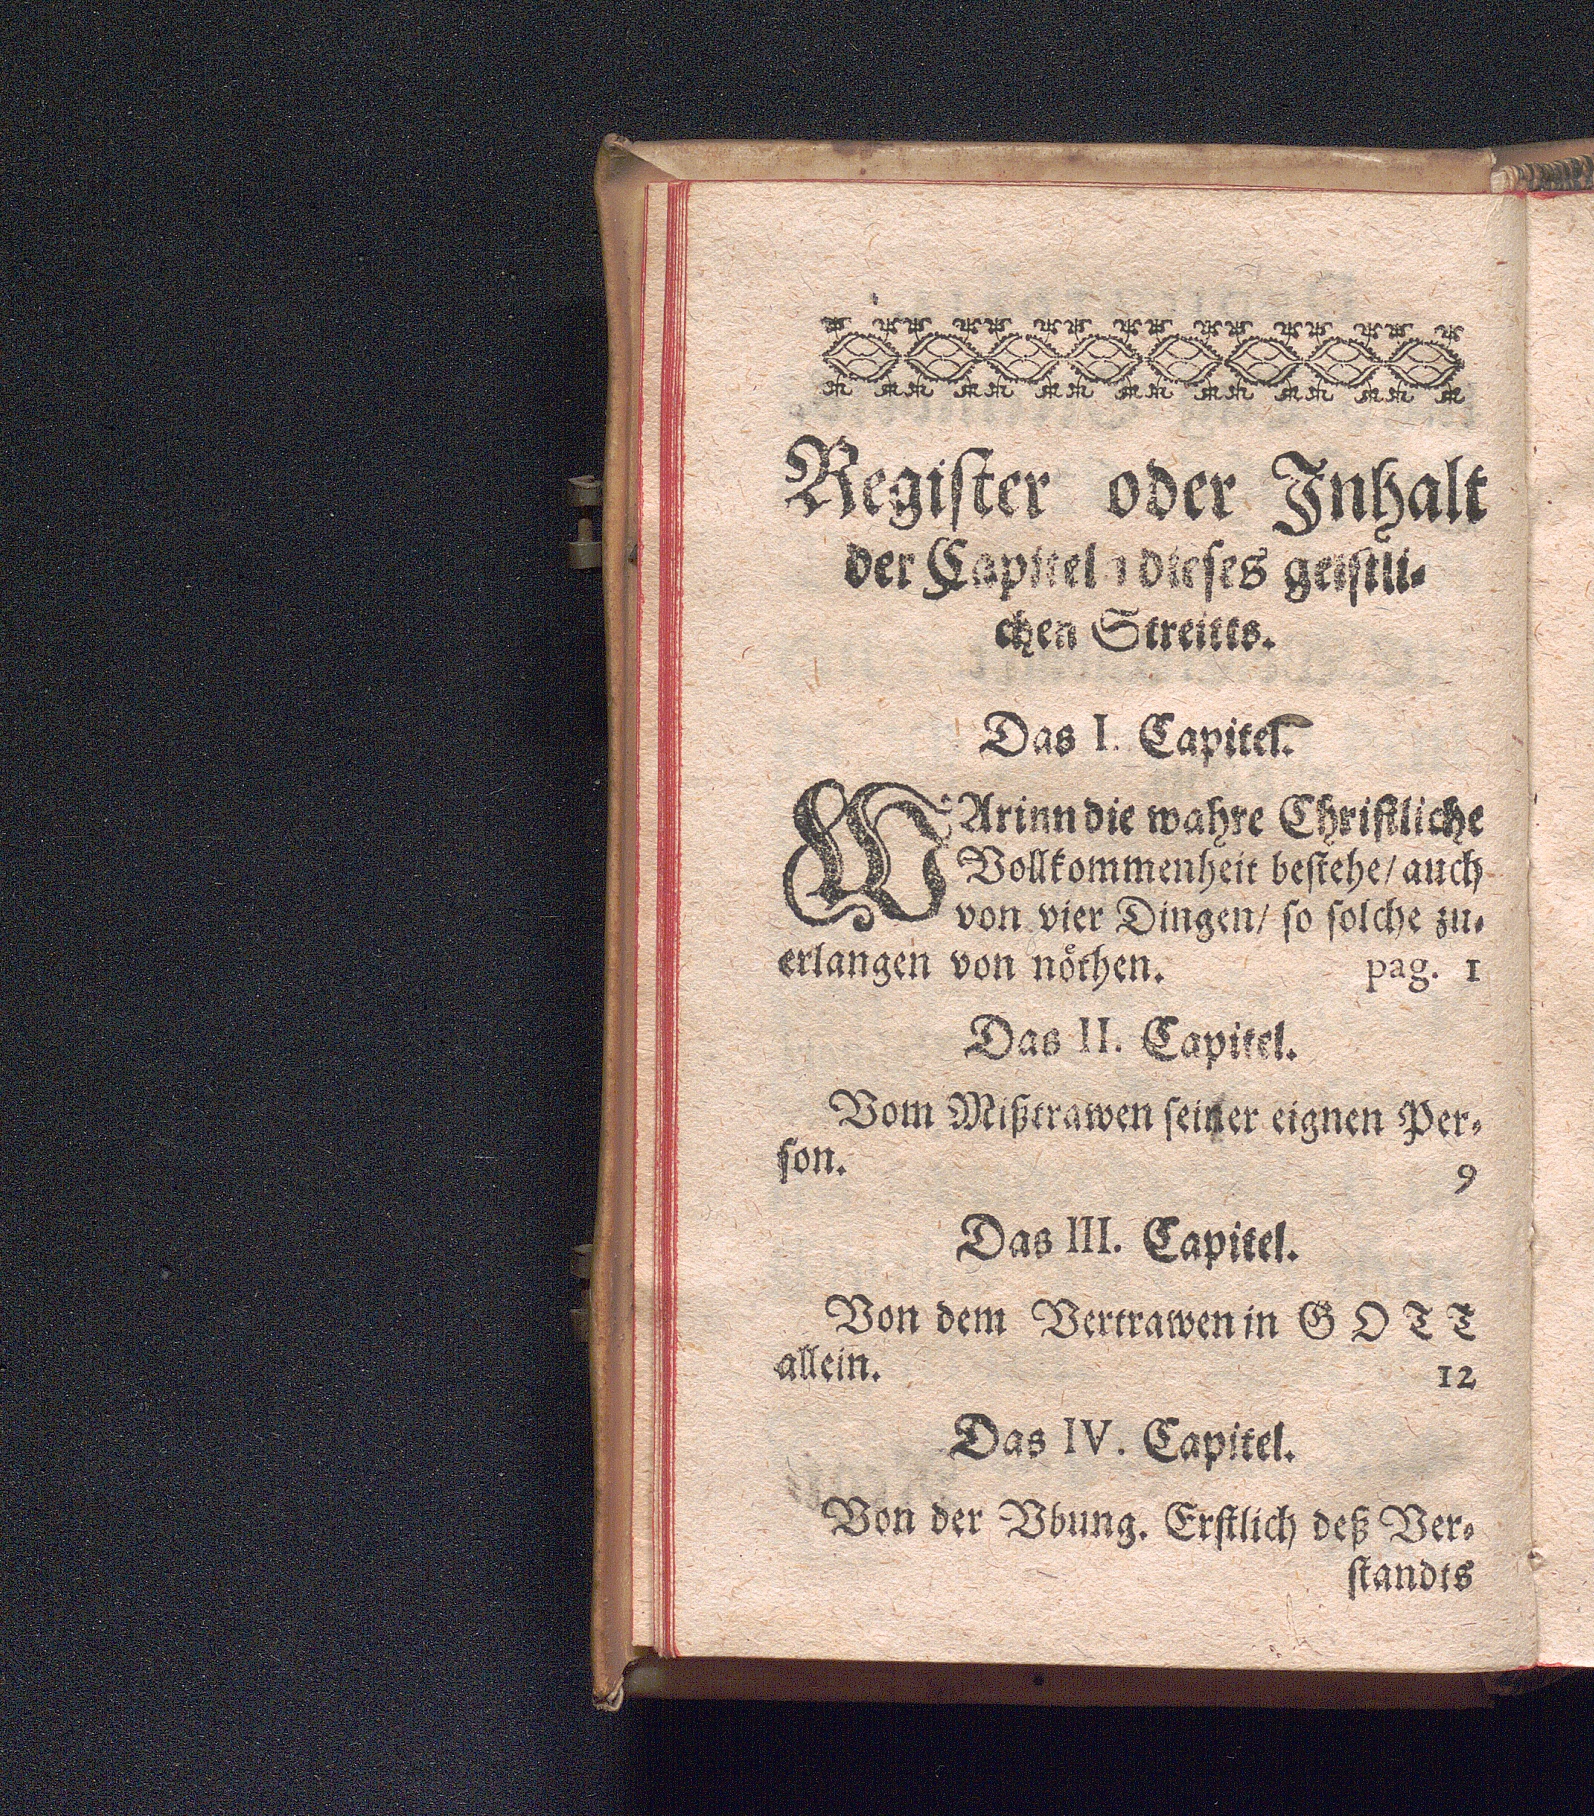 Regiſter oder Inhalt
der Capitel dieſes geiſtli-
chen Streitts.
Das I. Capitel.
WArinn die wahre Chriſtliche
Vollkommenheit beſtehe/ auch
von vier Dingen/ ſo ſolche zu-
erlangen von nöthen. pag. 1
Das II. Capitel.
Vom Mißtrawen ſeiner eignen Per-
ſon. 9
Das III. Capitel.
Von dem Vertrawen in GOTT
allein. 12
Das IV. Capitel.
Von der Vbung. Erſtlich deß Ver-
ſtandts